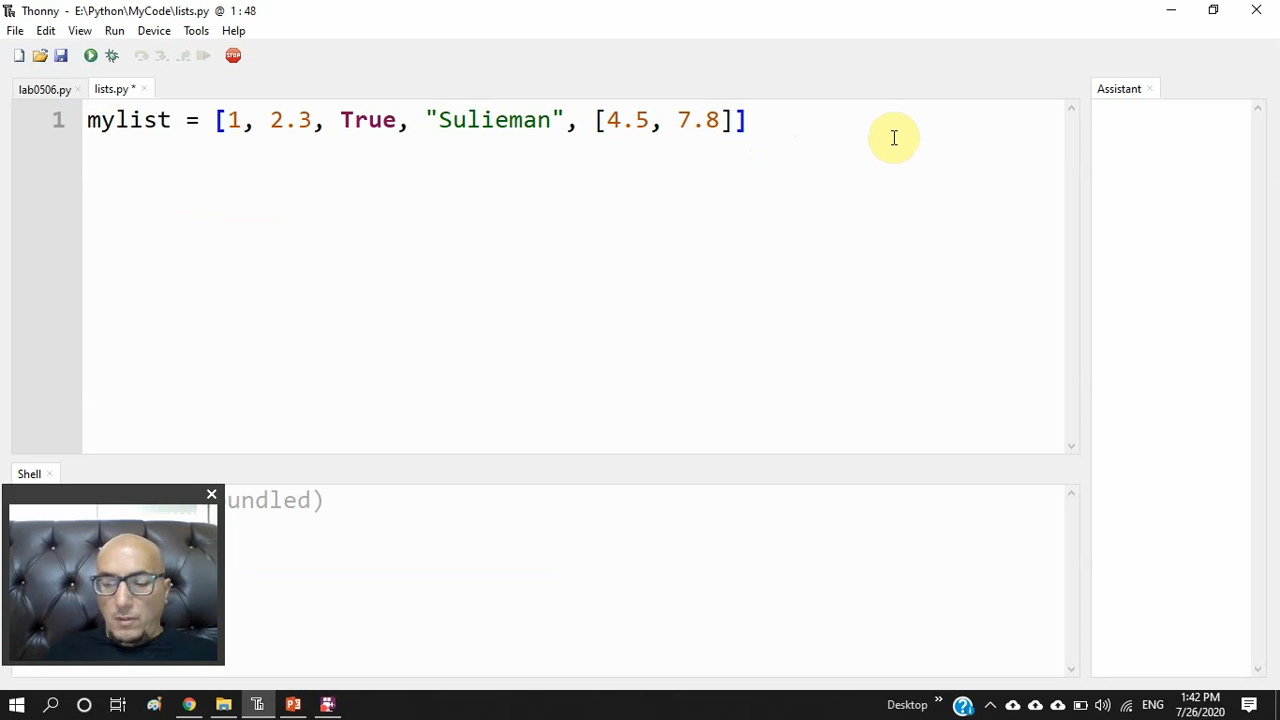 Thonny - E:\Python\MyCode\lists.py @ 1 : 48
File Edit View Run Device Tools Help
STOP
lab0506.py × lists.py * ×
Assistant ×
1 mylist = [1, 2.3, True, "Sulieman", [4.5, 7.8]]
Shell ×
undled)
Desktop » ENG 1:42 PM
7/26/2020